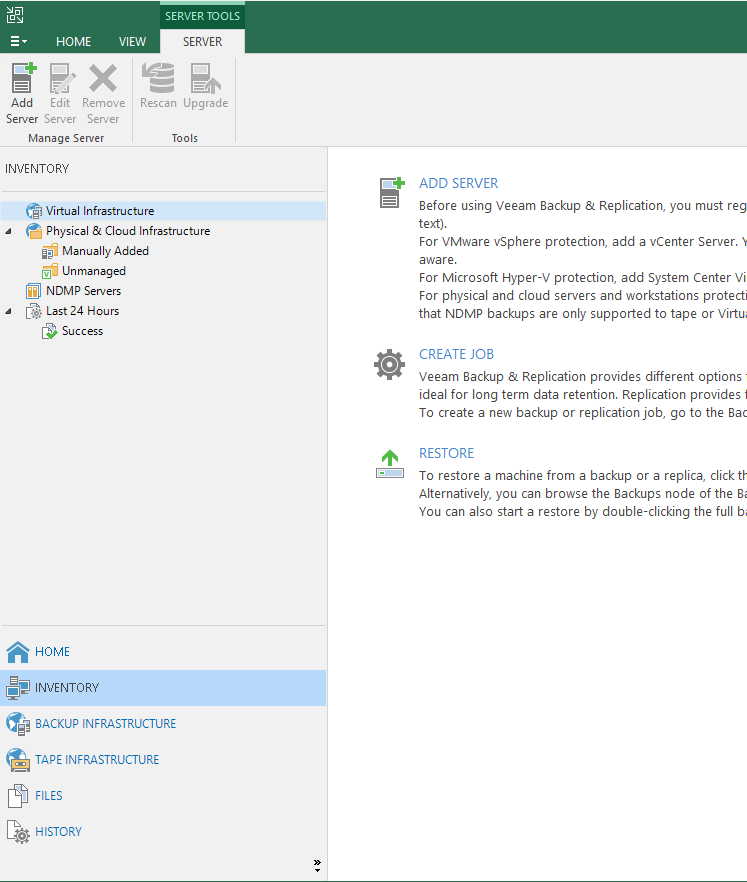 SERVER TOOLS
HOME VIEW SERVER
Add Server
Edit Server
Remove Server
Rescan
Upgrade
Manage Server
Tools
INVENTORY
Virtual Infrastructure
Physical & Cloud Infrastructure
Manually Added
Unmanaged
NDMP Servers
Last 24 Hours
Success
HOME
INVENTORY
BACKUP INFRASTRUCTURE
TAPE INFRASTRUCTURE
FILES
HISTORY
ADD SERVER
Before using Veeam Backup & Replication, you must reg
text).
For VMware vSphere protection, add a vCenter Server. Y
aware.
For Microsoft Hyper-V protection, add System Center Vi
For physical and cloud servers and workstations protecti
that NDMP backups are only supported to tape or Virtua
CREATE JOB
Veeam Backup & Replication provides different options
ideal for long term data retention. Replication provides
To create a new backup or replication job, go to the Bac
RESTORE
To restore a machine from a backup or a replica, click th
Alternatively, you can browse the Backups node of the Ba
You can also start a restore by double-clicking the full ba